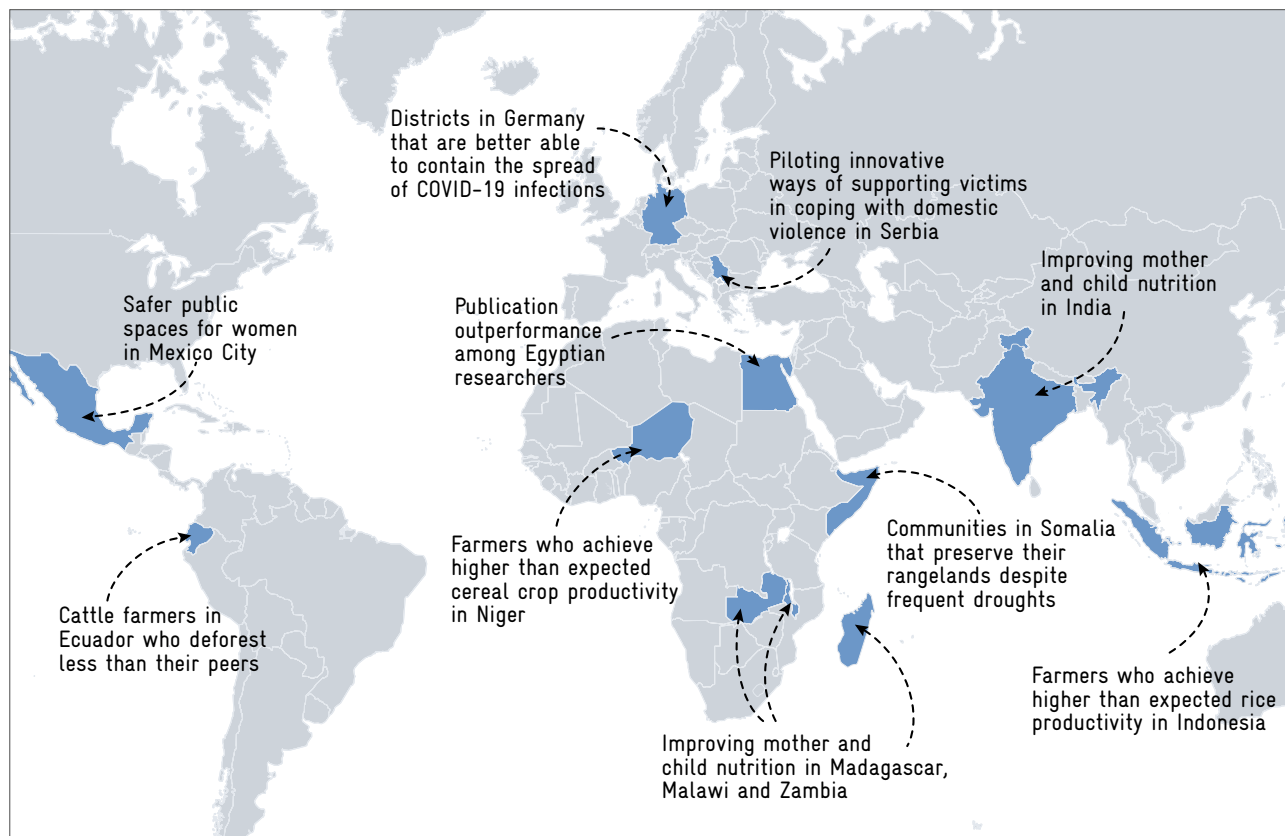 Districts in Germany
that are better able
to contain the spread
of COVID-19 infections
Piloting innovative
ways of supporting victims
in coping with domestic
violence in Serbia
Improving mother
and child nutrition
in India
Safer public
spaces for women
in Mexico City
Publication
outperformance
among Egyptian
researchers
Farmers who achieve
higher than expected
cereal crop productivity
in Niger
Communities in Somalia
that preserve their
rangelands despite
frequent droughts
Cattle farmers in
Ecuador who deforest
less than their peers
Farmers who achieve
higher than expected rice
productivity in Indonesia
Improving mother and
child nutrition in Madagascar,
Malawi and Zambia